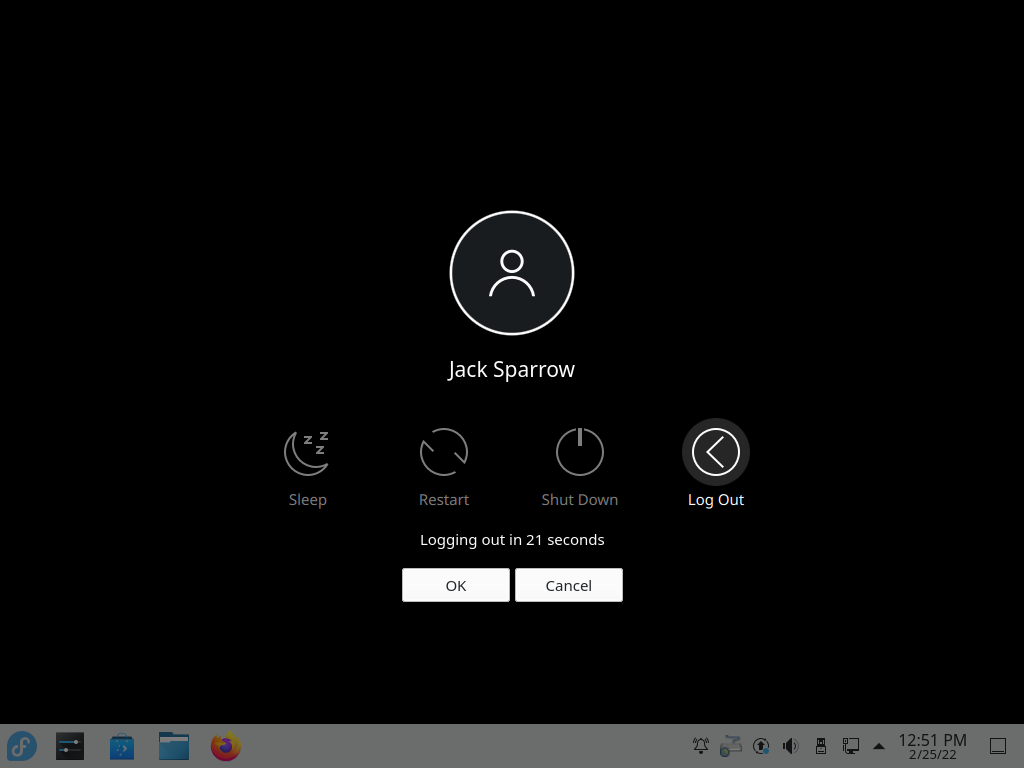 Jack Sparrow
Sleep
Restart
Shut Down
Log Out
Logging out in 21 seconds
OK
Cancel
12:51 PM
2/25/22